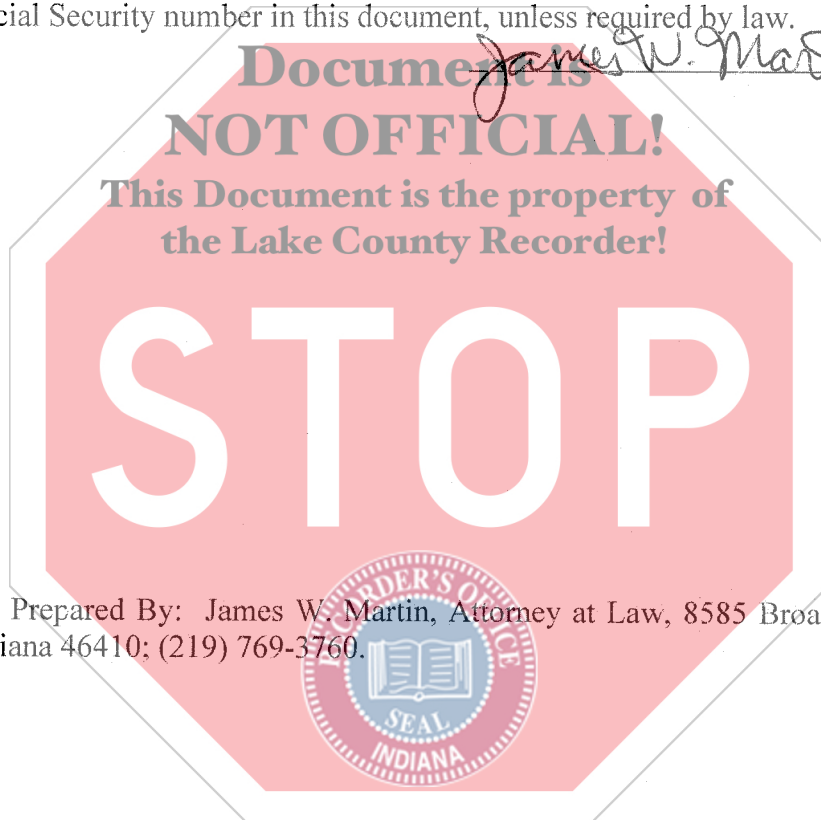 cial Security number in this document, unless required by law.
James W. Mar
Document is
NOT OFFICIAL!
This Document is the property of
the Lake County Recorder!
STOP
Prepared By: James W. Martin, Attorney at Law, 8585 Broa
iana 46410; (219) 769-3760.
RECORDER'S OFFICE
SEAL
INDIANA